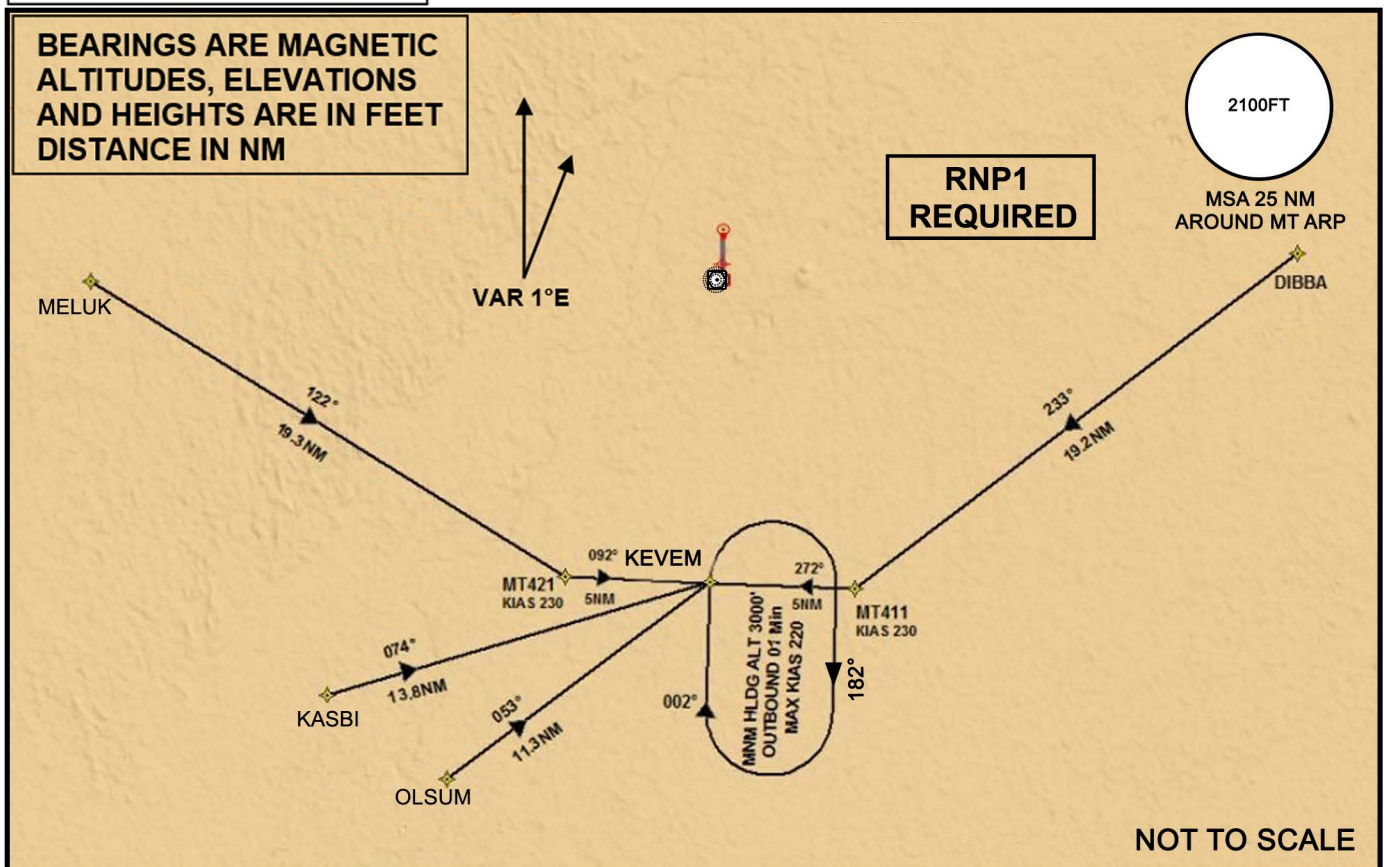 BEARINGS ARE MAGNETIC
ALTITUDES, ELEVATIONS
AND HEIGHTS ARE IN FEET
DISTANCE IN NM
2100FT
MSA 25 NM
AROUND MT ARP
RNP1
REQUIRED
VAR 1°E
MELUK
DIBBA
122°
19.3NM
233°
19.2NM
092°
KEVEM
272°
MT421
KIAS 230
5NM
5NM
MT411
KIAS 230
MNM HLDG ALT 3000'
OUTBOUND 01 Min
MAX KIAS 220
182°
002°
074°
13.8NM
KASBI
053°
11.3NM
OLSUM
NOT TO SCALE